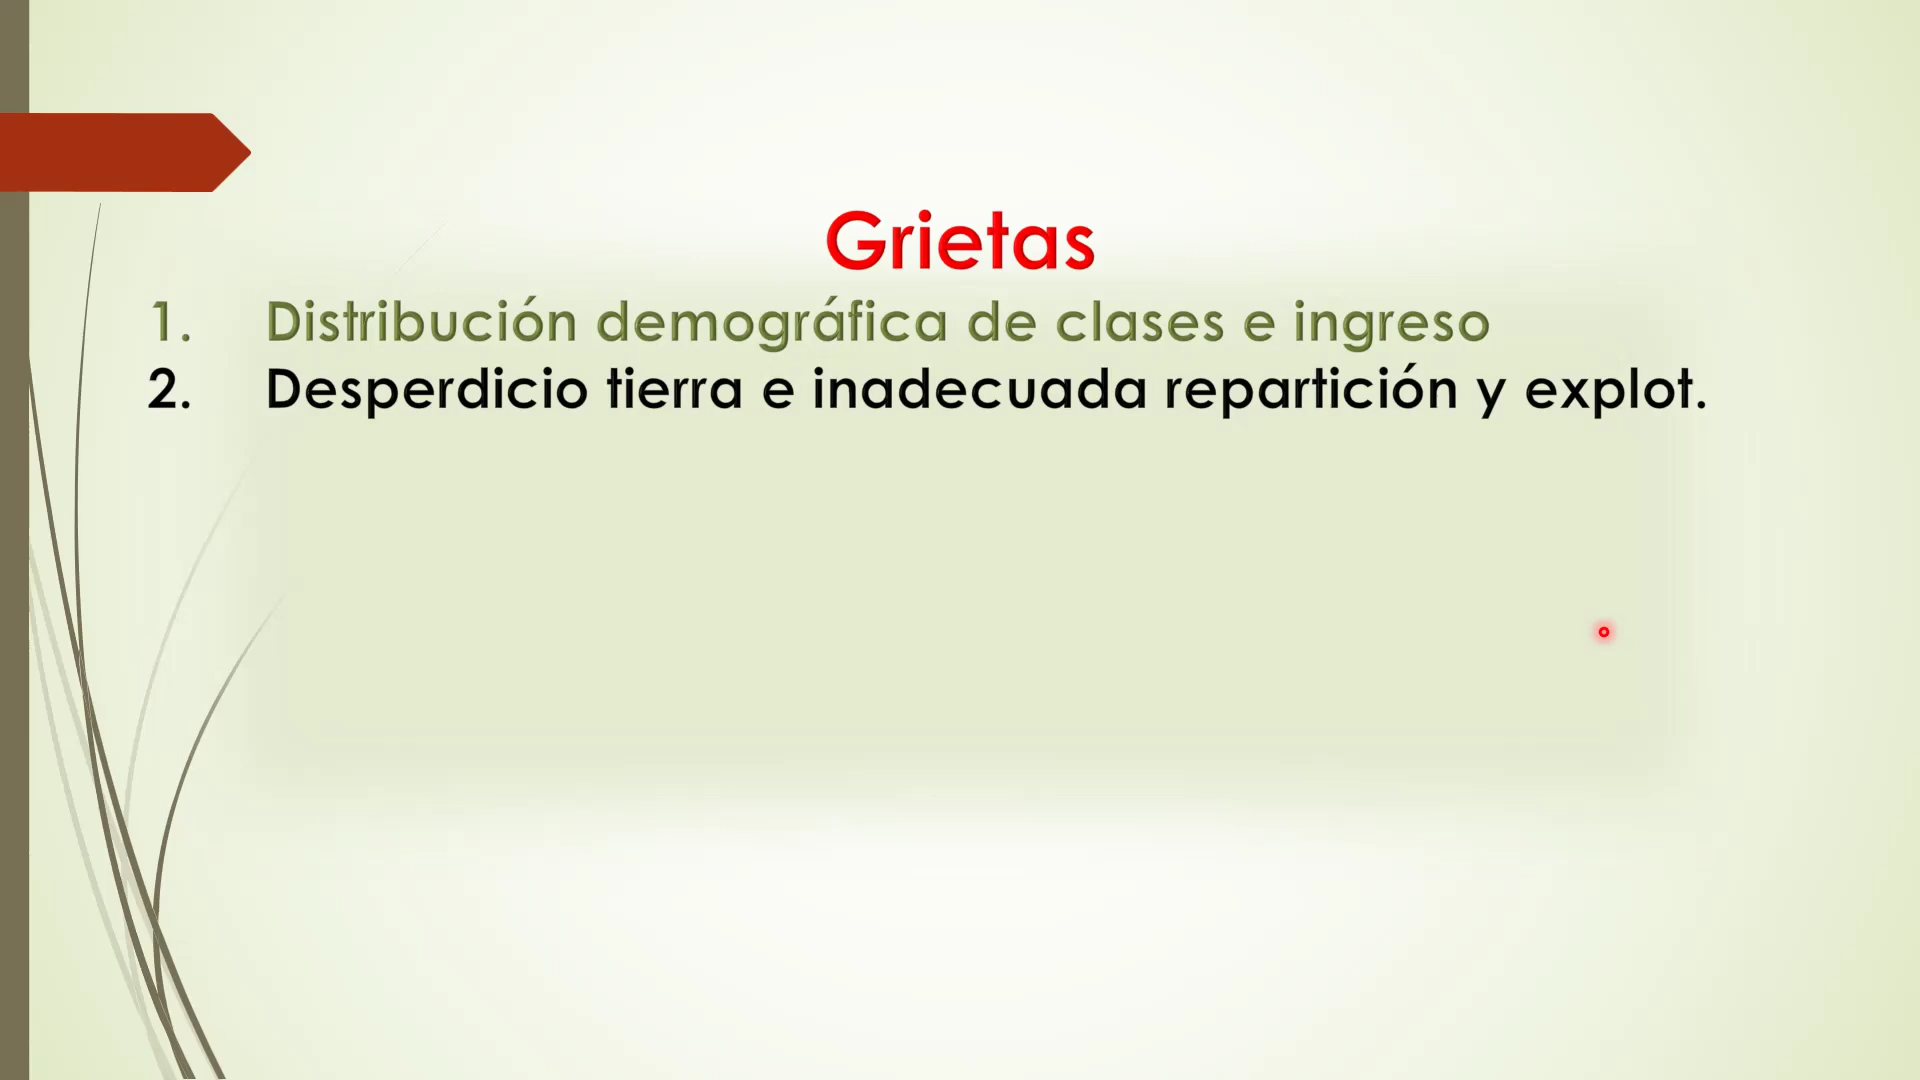 Grietas
1. Distribución demográfica de clases e ingreso
2. Desperdicio tierra e inadecuada repartición y explot.